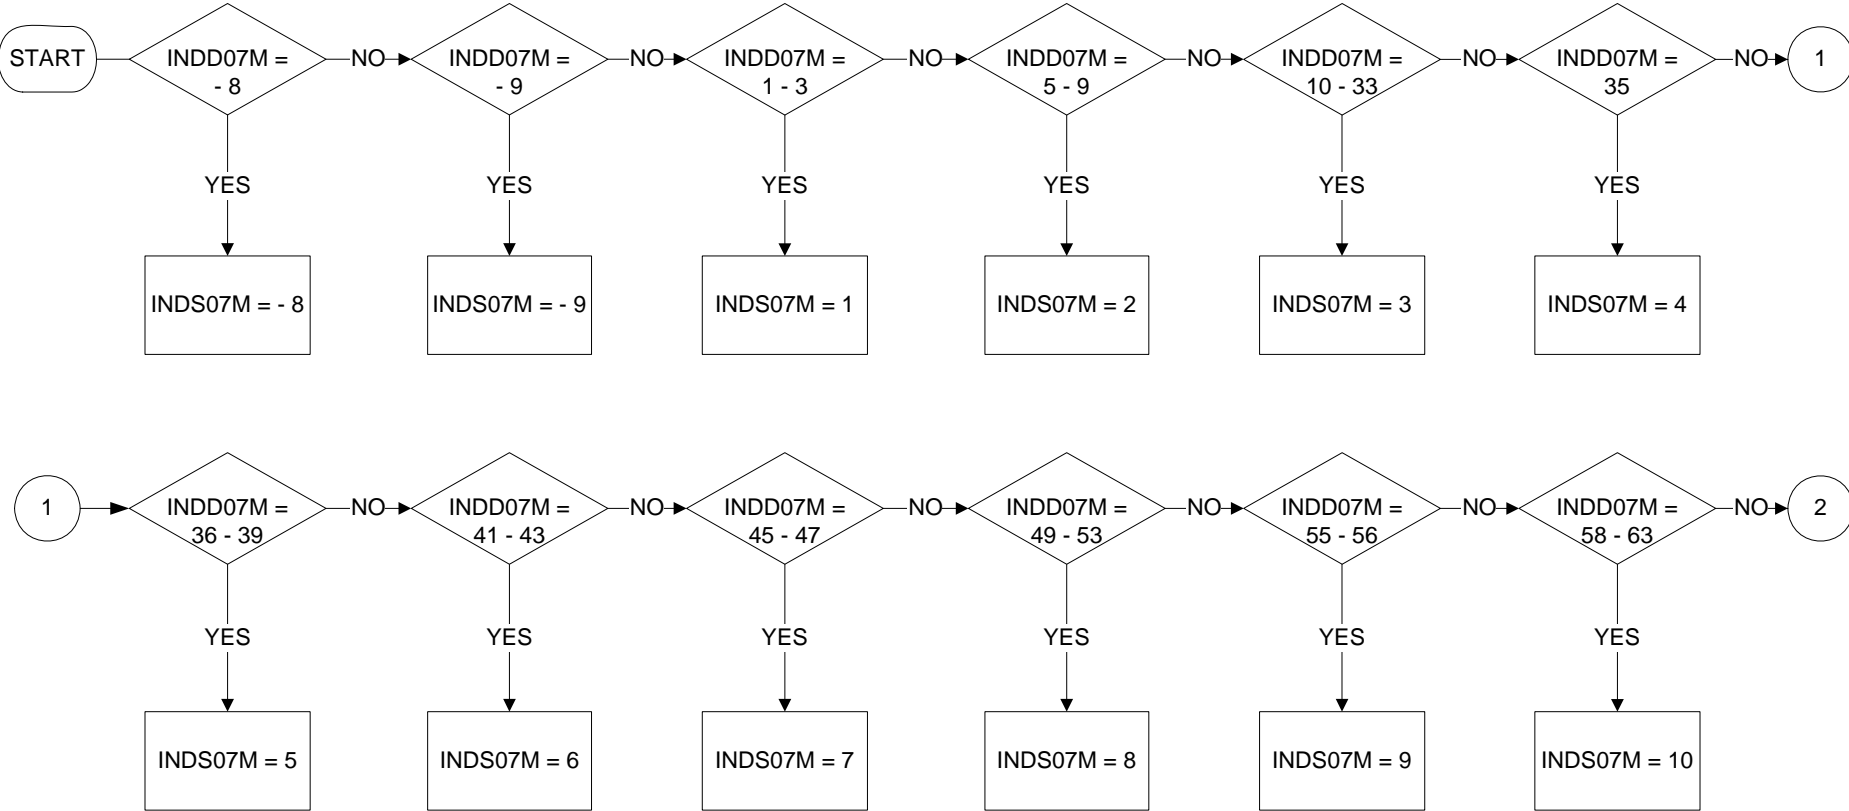 START
INDD07M =
- 8
NO
INDD07M =
- 9
NO
INDD07M =
1 - 3
NO
INDD07M =
5 - 9
NO
INDD07M =
10 - 33
NO
INDD07M =
35
NO
1
YES
YES
YES
YES
YES
YES
INDS07M = - 8
INDS07M = - 9
INDS07M = 1
INDS07M = 2
INDS07M = 3
INDS07M = 4
1
INDD07M =
36 - 39
NO
INDD07M =
41 - 43
NO
INDD07M =
45 - 47
NO
INDD07M =
49 - 53
NO
INDD07M =
55 - 56
NO
INDD07M =
58 - 63
NO
2
YES
YES
YES
YES
YES
YES
INDS07M = 5
INDS07M = 6
INDS07M = 7
INDS07M = 8
INDS07M = 9
INDS07M = 10